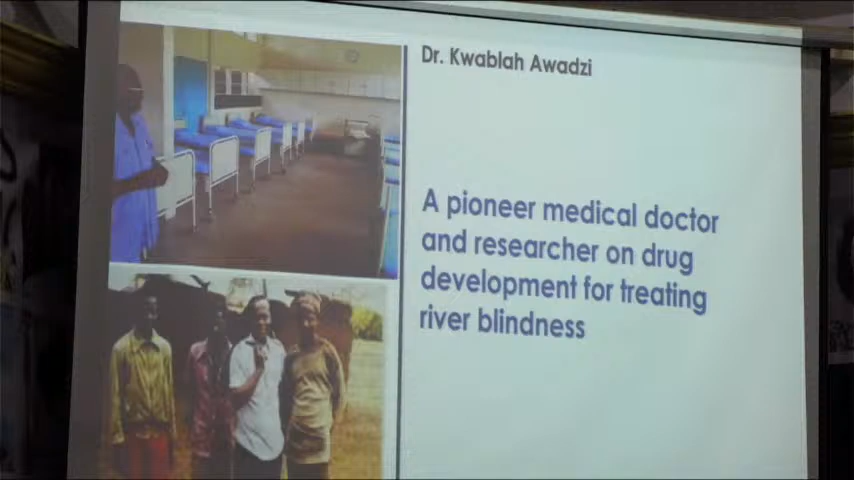 Dr. Kwablah Awadzi
A pioneer medical doctor
and researcher on drug
development for treating
river blindness